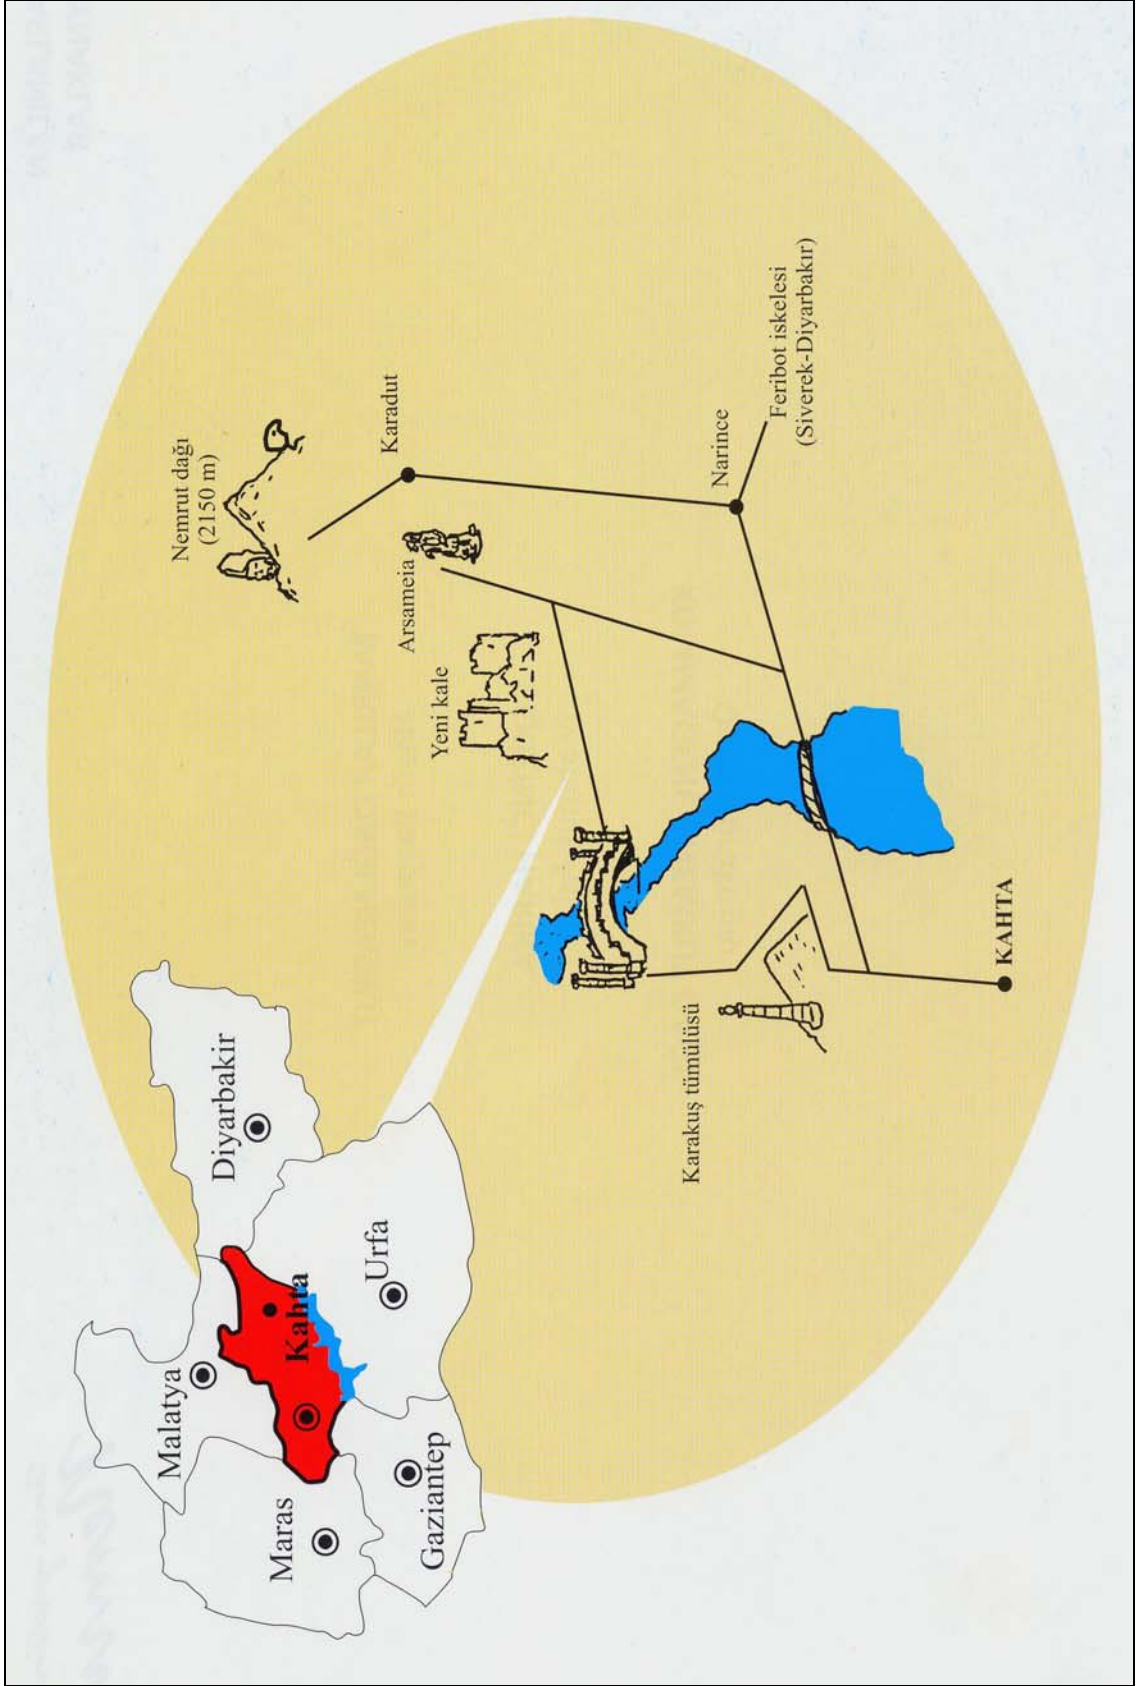 Malatya
Diyarbakir
Maras
Kahta
Urfa
Gaziantep
Nemrut dağı
(2150 m)
Karadut
Arsameia
Yeni kale
Narince
Feribot iskelesi
(Siverek-Diyarbakır)
Karakuş tümülüsü
KAHTA